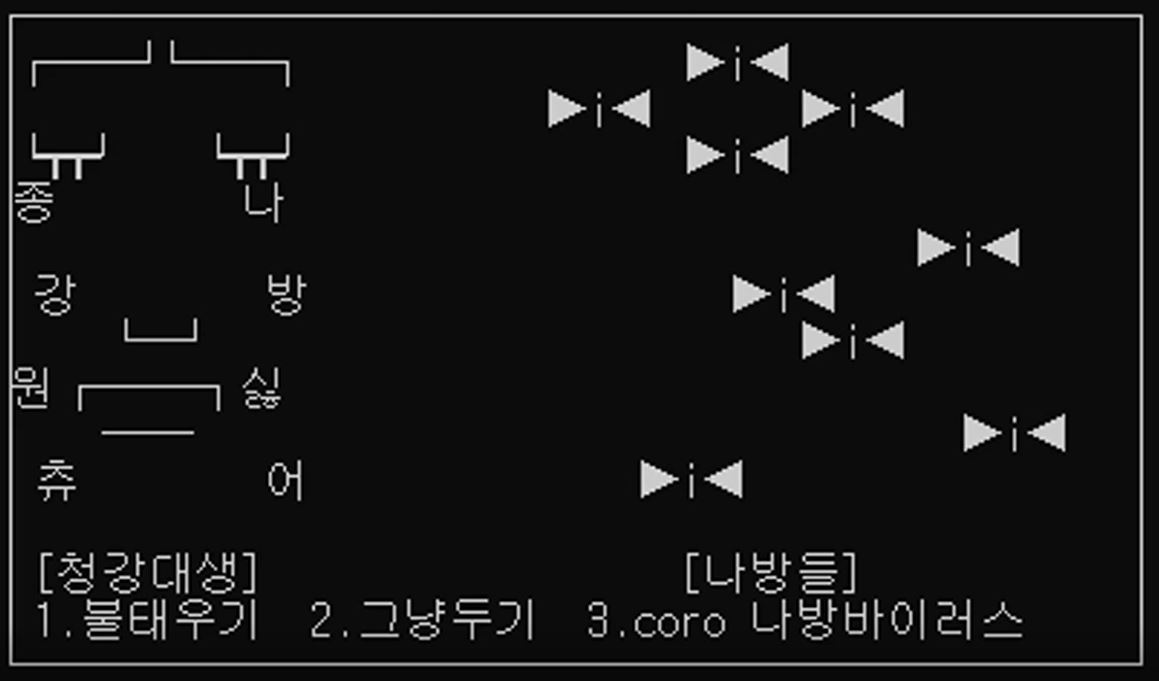 종 나
강 방
원 싫
츄 어
[청강대생] [나방들]
1.불태우기 2.그냥두기 3.coro 나방바이러스